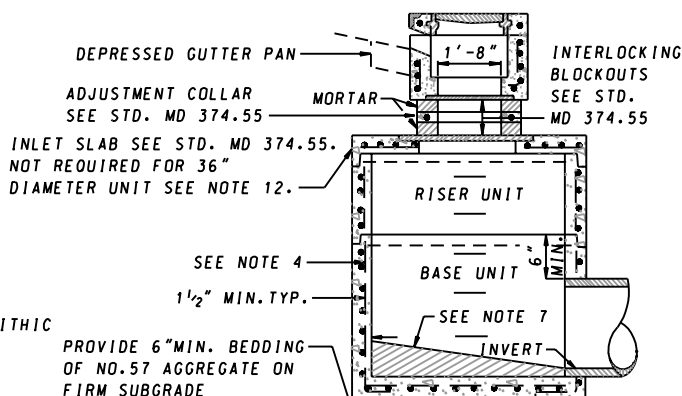 DEPRESSED GUTTER PAN
1'-8"
INTERLOCKING
BLOCKOUTS
SEE STD.
MD 374.55
ADJUSTMENT COLLAR
SEE STD. MD 374.55
MORTAR
INLET SLAB SEE STD. MD 374.55.
NOT REQUIRED FOR 36"
DIAMETER UNIT SEE NOTE 12.
RISER UNIT
6"
MIN.
SEE NOTE 4
BASE UNIT
1 1/2" MIN.TYP.
SEE NOTE 7
ITHIC
PROVIDE 6"MIN. BEDDING
OF NO.57 AGGREGATE ON
FIRM SUBGRADE
INVERT